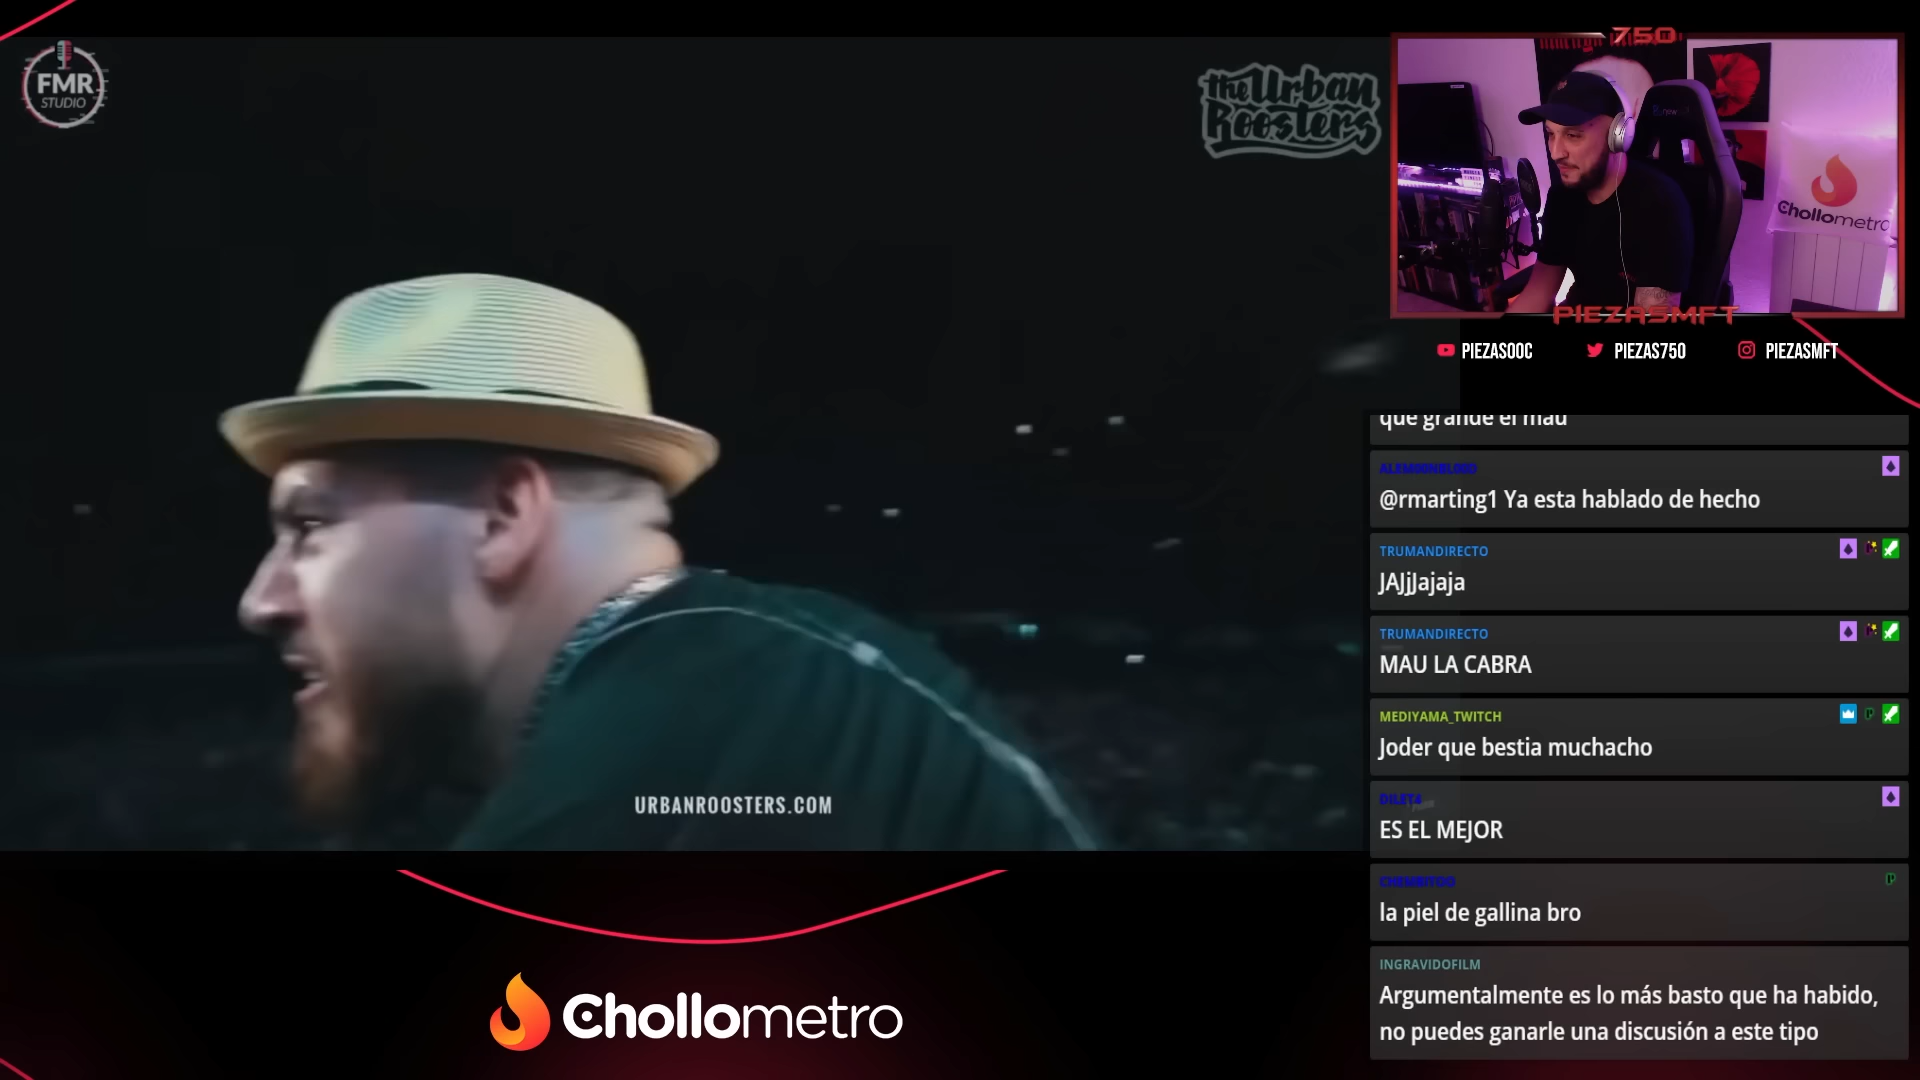 FMR
STUDIO
the Urban
Roosters
750
Chollometro
PIEZASMFT
PIEZASOOC
PIEZAS750
PIEZASMFT
que grande el mau
ALEMOONBLOOD
@rmarting1 Ya esta hablado de hecho
TRUMANDIRECTO
JAJjJajaja
TRUMANDIRECTO
MAU LA CABRA
MEDIYAMA_TWITCH
Joder que bestia muchacho
ES EL MEJOR
la piel de gallina bro
INGRAVIDOFILM
Argumentalmente es lo más basto que ha habido,
no puedes ganarle una discusión a este tipo
URBANROOSTERS.COM
Chollometro